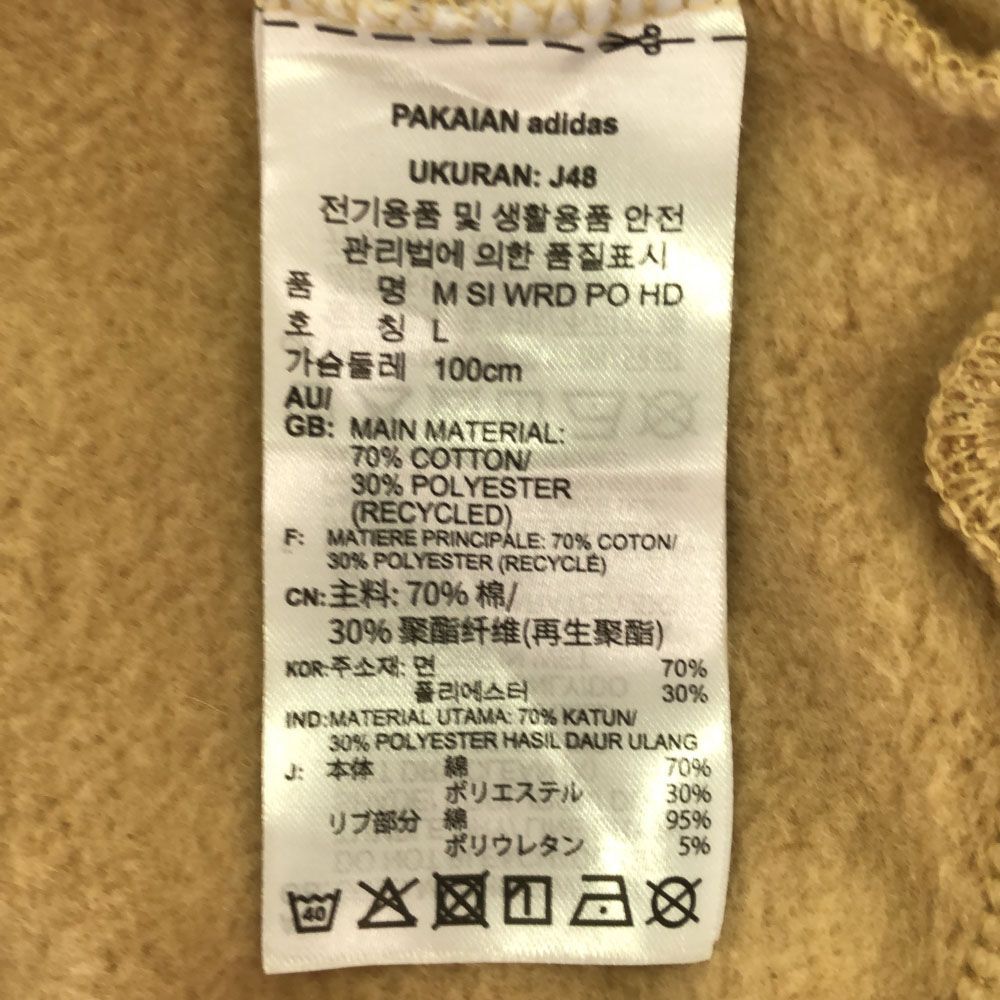 PAKAIAN adidas
UKURAN: J48
전기용품 및 생활용품 안전
관리법에 의한 품질표시
품 명 M SI WRD PO HD
호 칭 L
가슴둘레 100cm
AU/
GB: MAIN MATERIAL:
70% COTTON/
30% POLYESTER
(RECYCLED)
F: MATIERE PRINCIPALE: 70% COTON/
30% POLYESTER (RECYCLÉ)
CN: 主料: 70% 棉/
30% 聚酯纤维(再生聚酯)
KOR: 주소재: 면 70%
폴리에스터 30%
IND: MATERIAL UTAMA: 70% KATUN/
30% POLYESTER HASIL DAUR ULANG
J: 本体 綿 70%
ポリエステル 30%
リブ部分 綿 95%
ポリウレタン 5%
40